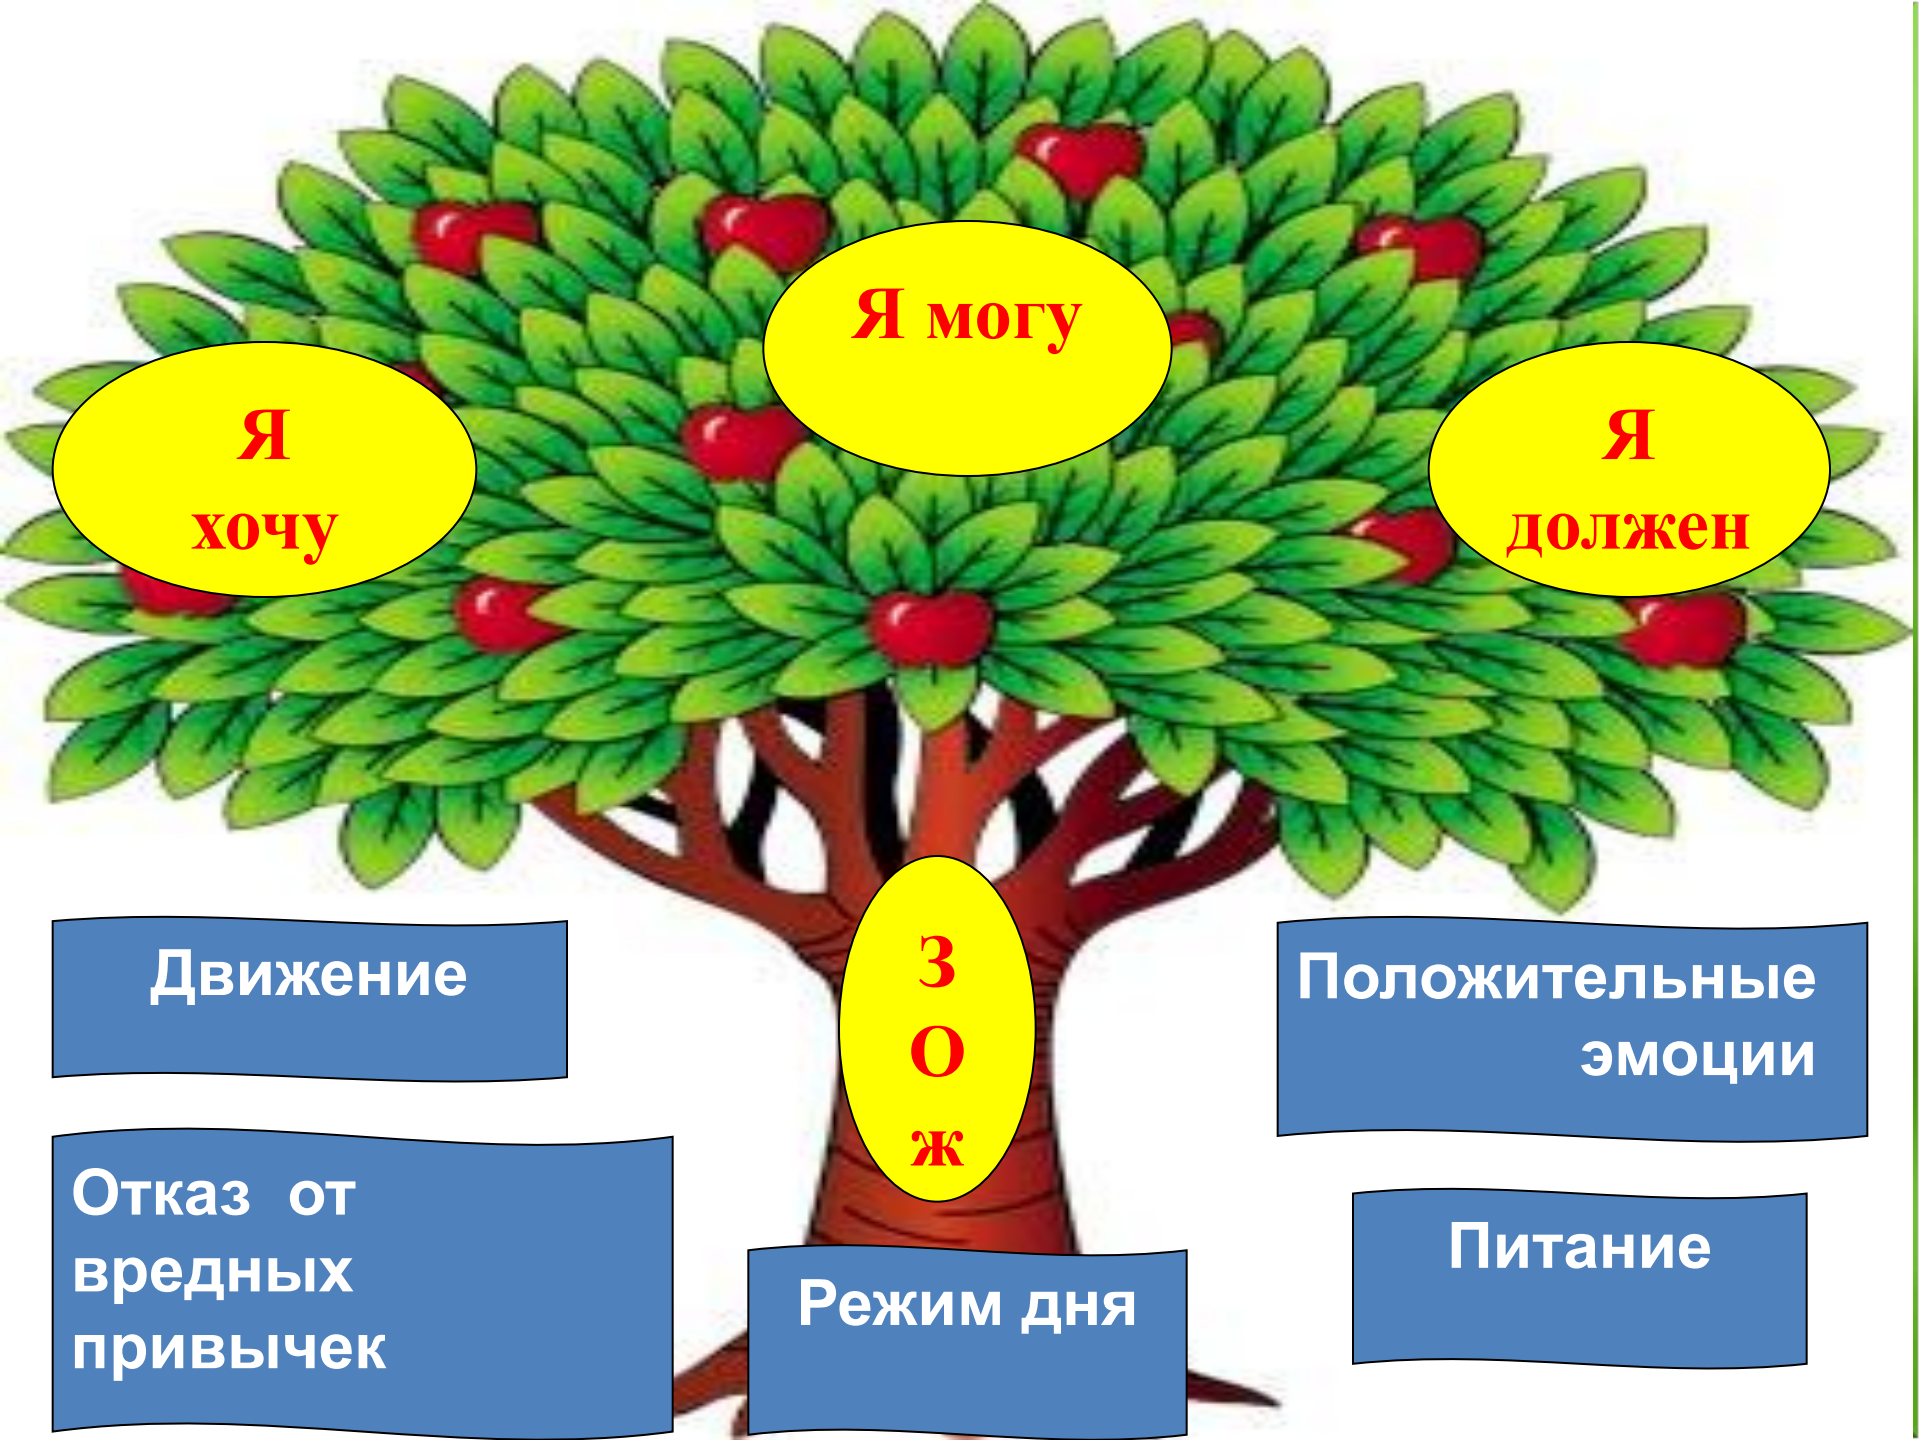 Я могу
Я
хочу
Я
должен
З
О
ж
Движение
Положительные
эмоции
Отказ от
вредных
привычек
Режим дня
Питание